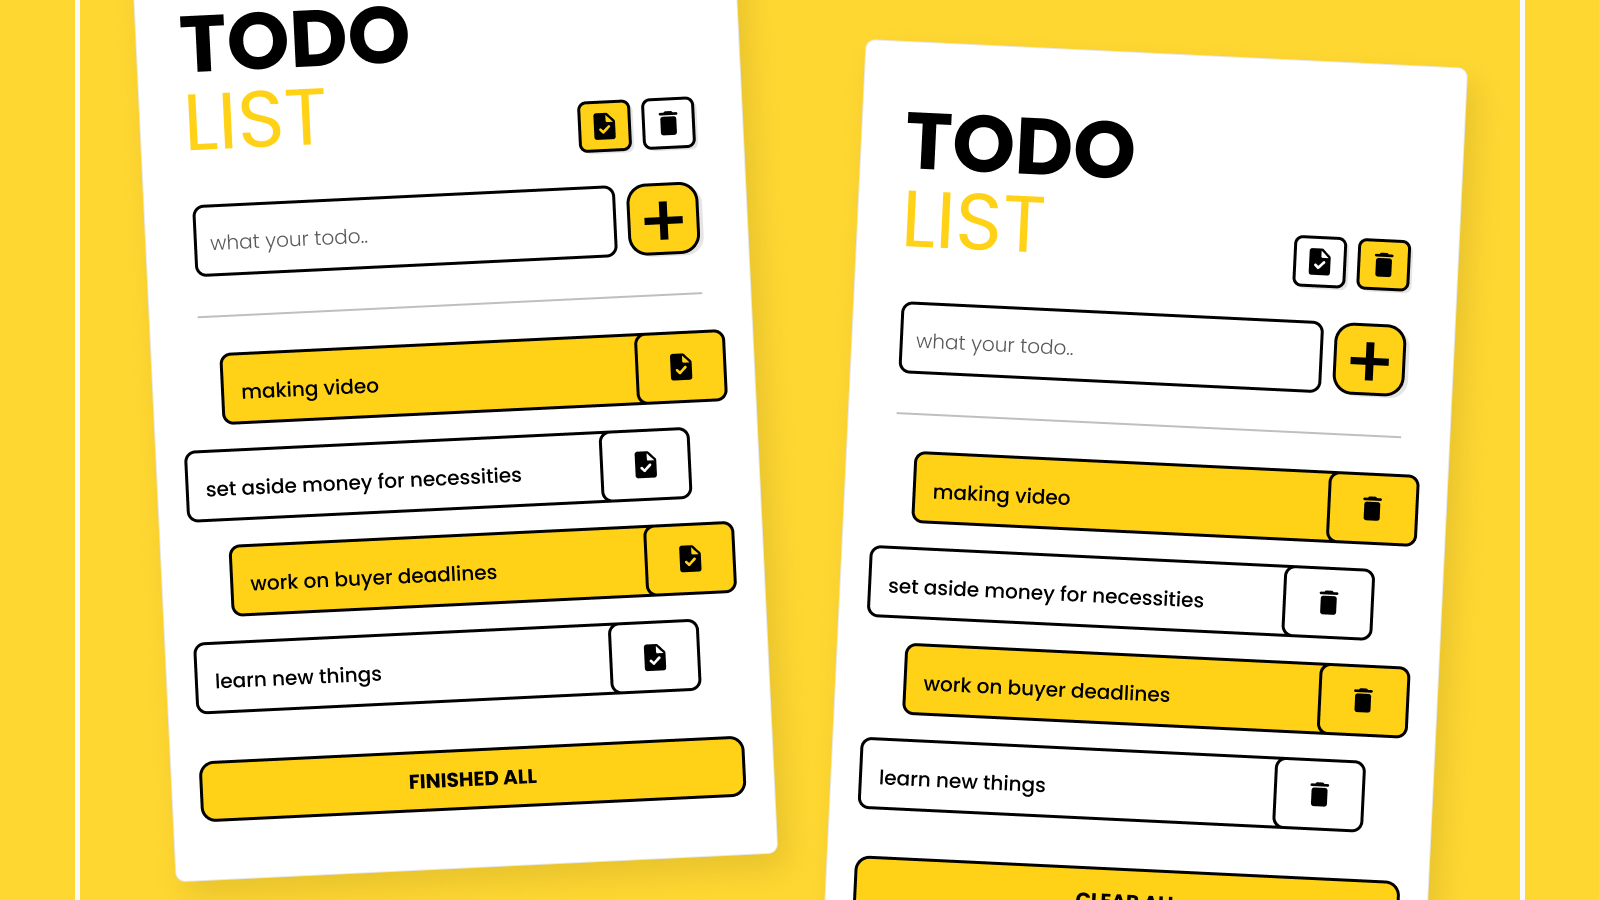 TODO
LIST
what your todo..
making video
set aside money for necessities
work on buyer deadlines
learn new things
FINISHED ALL
TODO
LIST
what your todo..
making video
set aside money for necessities
work on buyer deadlines
learn new things
CLEAR ALL